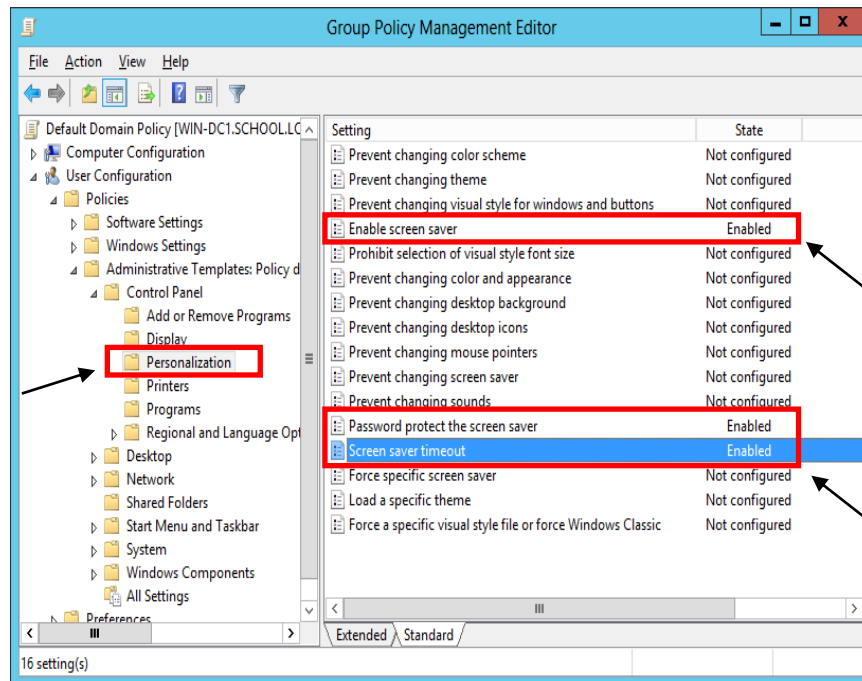 Group Policy Management Editor
File Action View Help
Default Domain Policy [WIN-DC1.SCHOOL.LC
Computer Configuration
User Configuration
Policies
Software Settings
Windows Settings
Administrative Templates: Policy d
Control Panel
Add or Remove Programs
Display
Personalization
Printers
Programs
Regional and Language Opt
Desktop
Network
Shared Folders
Start Menu and Taskbar
System
Windows Components
All Settings
Preferences
Setting State
Prevent changing color scheme Not configured
Prevent changing theme Not configured
Prevent changing visual style for windows and buttons Not configured
Enable screen saver Enabled
Prohibit selection of visual style font size Not configured
Prevent changing color and appearance Not configured
Prevent changing desktop background Not configured
Prevent changing desktop icons Not configured
Prevent changing mouse pointers Not configured
Prevent changing screen saver Not configured
Prevent changing sounds Not configured
Password protect the screen saver Enabled
Screen saver timeout Enabled
Force specific screen saver Not configured
Load a specific theme Not configured
Force a specific visual style file or force Windows Classic Not configured
Extended Standard
16 setting(s)